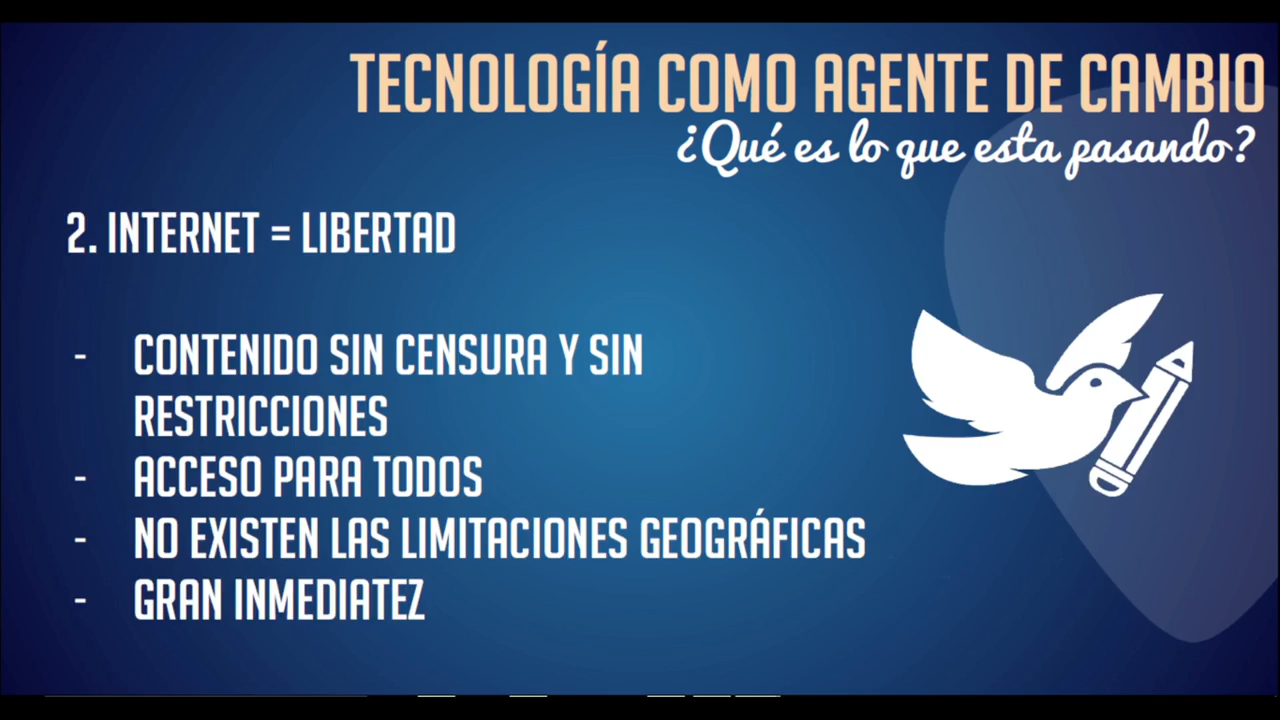 TECNOLOGÍA COMO AGENTE DE CAMBIO
¿Qué es lo que esta pasando?
2. INTERNET = LIBERTAD
- CONTENIDO SIN CENSURA Y SIN
RESTRICCIONES
- ACCESO PARA TODOS
- NO EXISTEN LAS LIMITACIONES GEOGRÁFICAS
- GRAN INMEDIATEZ